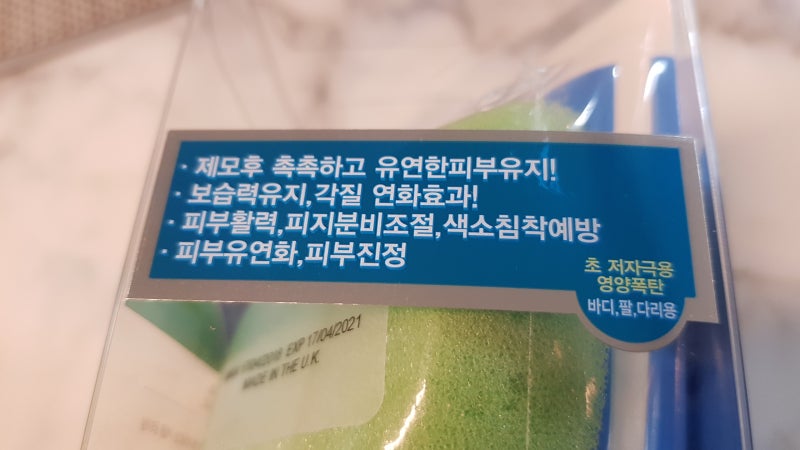 · 제모후 촉촉하고 유연한피부유지!
· 보습력유지,각질 연화효과!
· 피부활력,피지분비조절,색소침착예방
· 피부유연화,피부진정
초 저자극용
영양폭탄
바디,팔,다리용
EXP 17/04/2021
MADE IN THE U.K.